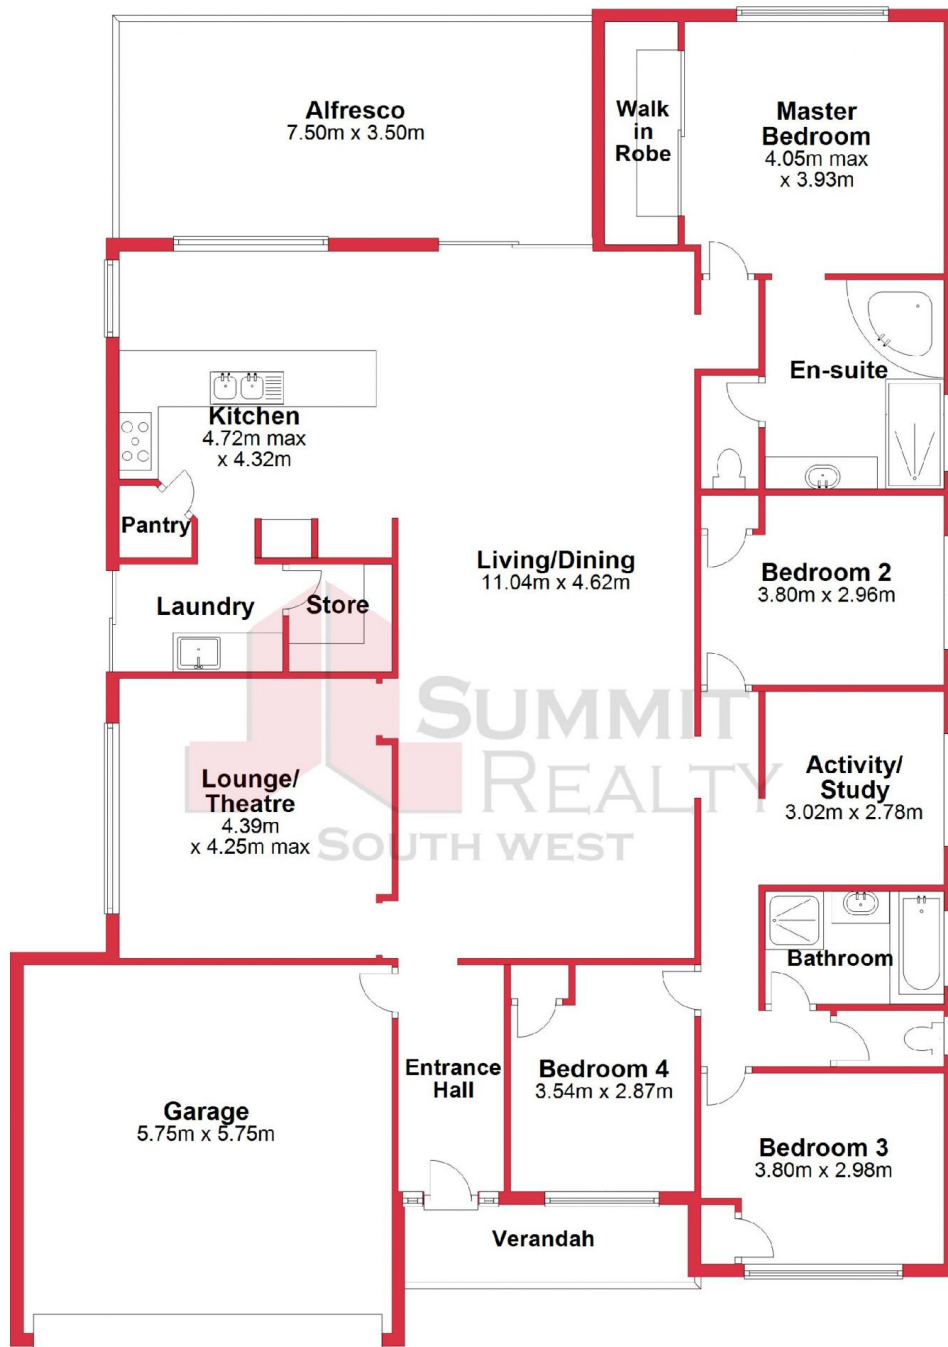 Alfresco
7.50m x 3.50m
Walk
in
Robe
Master
Bedroom
4.05m max
x 3.93m
En-suite
Kitchen
4.72m max
x 4.32m
Pantry
Living/Dining
11.04m x 4.62m
Bedroom 2
3.80m x 2.96m
Laundry
Store
SUMMIT
REALTY
SOUTH WEST
Lounge/
Theatre
4.39m
x 4.25m max
Activity/
Study
3.02m x 2.78m
Bathroom
Entrance
Hall
Bedroom 4
3.54m x 2.87m
Garage
5.75m x 5.75m
Bedroom 3
3.80m x 2.98m
Verandah